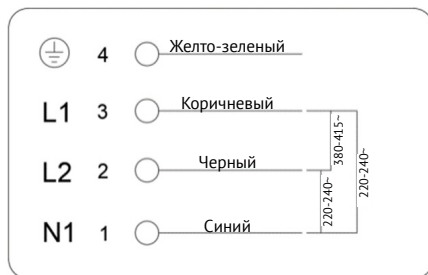 4 Желто-зеленый
L1 3 Коричневый
L2 2 Черный
N1 1 Синий
380-415~
220-240~
220-240~